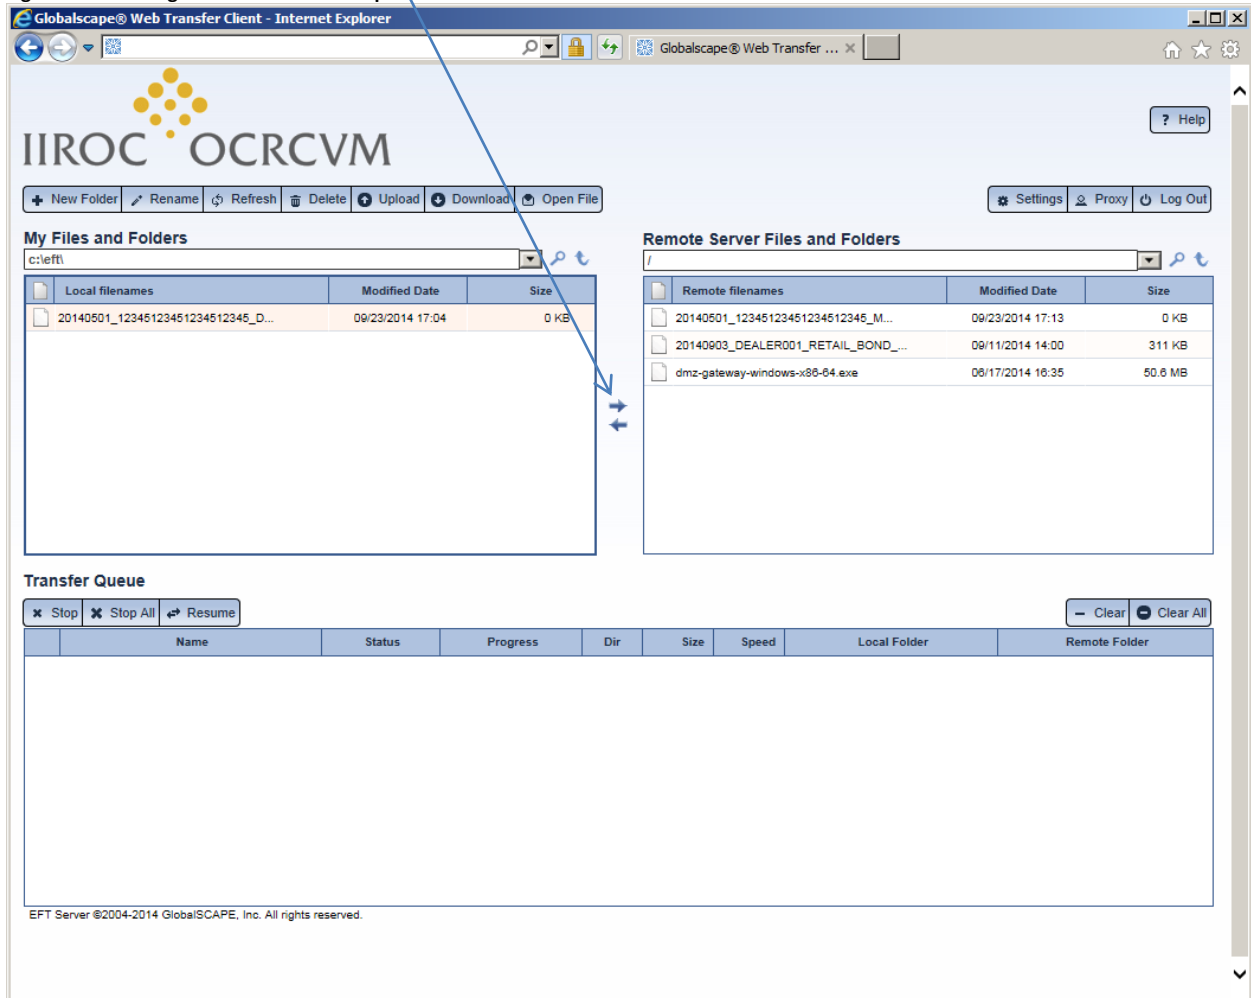 Globalscape® Web Transfer Client - Internet Explorer
Globalscape® Web Transfer ...
IIROC OCRCVM
? Help
New Folder Rename Refresh Delete Upload Download Open File
Settings Proxy Log Out
My Files and Folders
c:\eft\
Local filenames Modified Date Size
20140501_12345123451234512345_D... 09/23/2014 17:04 0 KB
Remote Server Files and Folders
/
Remote filenames Modified Date Size
20140501_12345123451234512345_M... 09/23/2014 17:13 0 KB
20140903_DEALER001_RETAIL_BOND_... 09/11/2014 14:00 311 KB
dmz-gateway-windows-x86-64.exe 06/17/2014 16:35 50.6 MB
Transfer Queue
Stop Stop All Resume
Clear Clear All
Name Status Progress Dir Size Speed Local Folder Remote Folder
EFT Server ©2004-2014 GlobalSCAPE, Inc. All rights reserved.